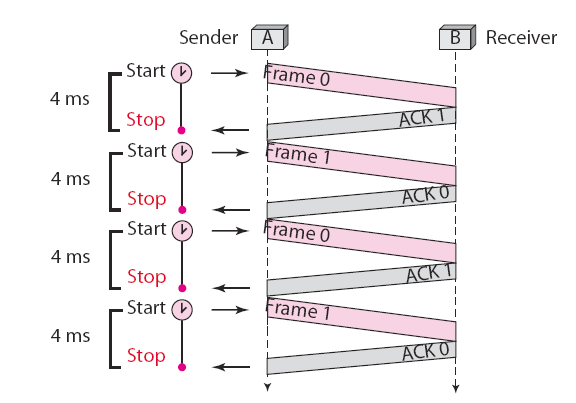 Sender A B Receiver
Start Frame 0
4 ms
Stop ACK 1
Start Frame 1
4 ms
Stop ACK 0
Start Frame 0
4 ms
Stop ACK 1
Start Frame 1
4 ms
Stop ACK 0